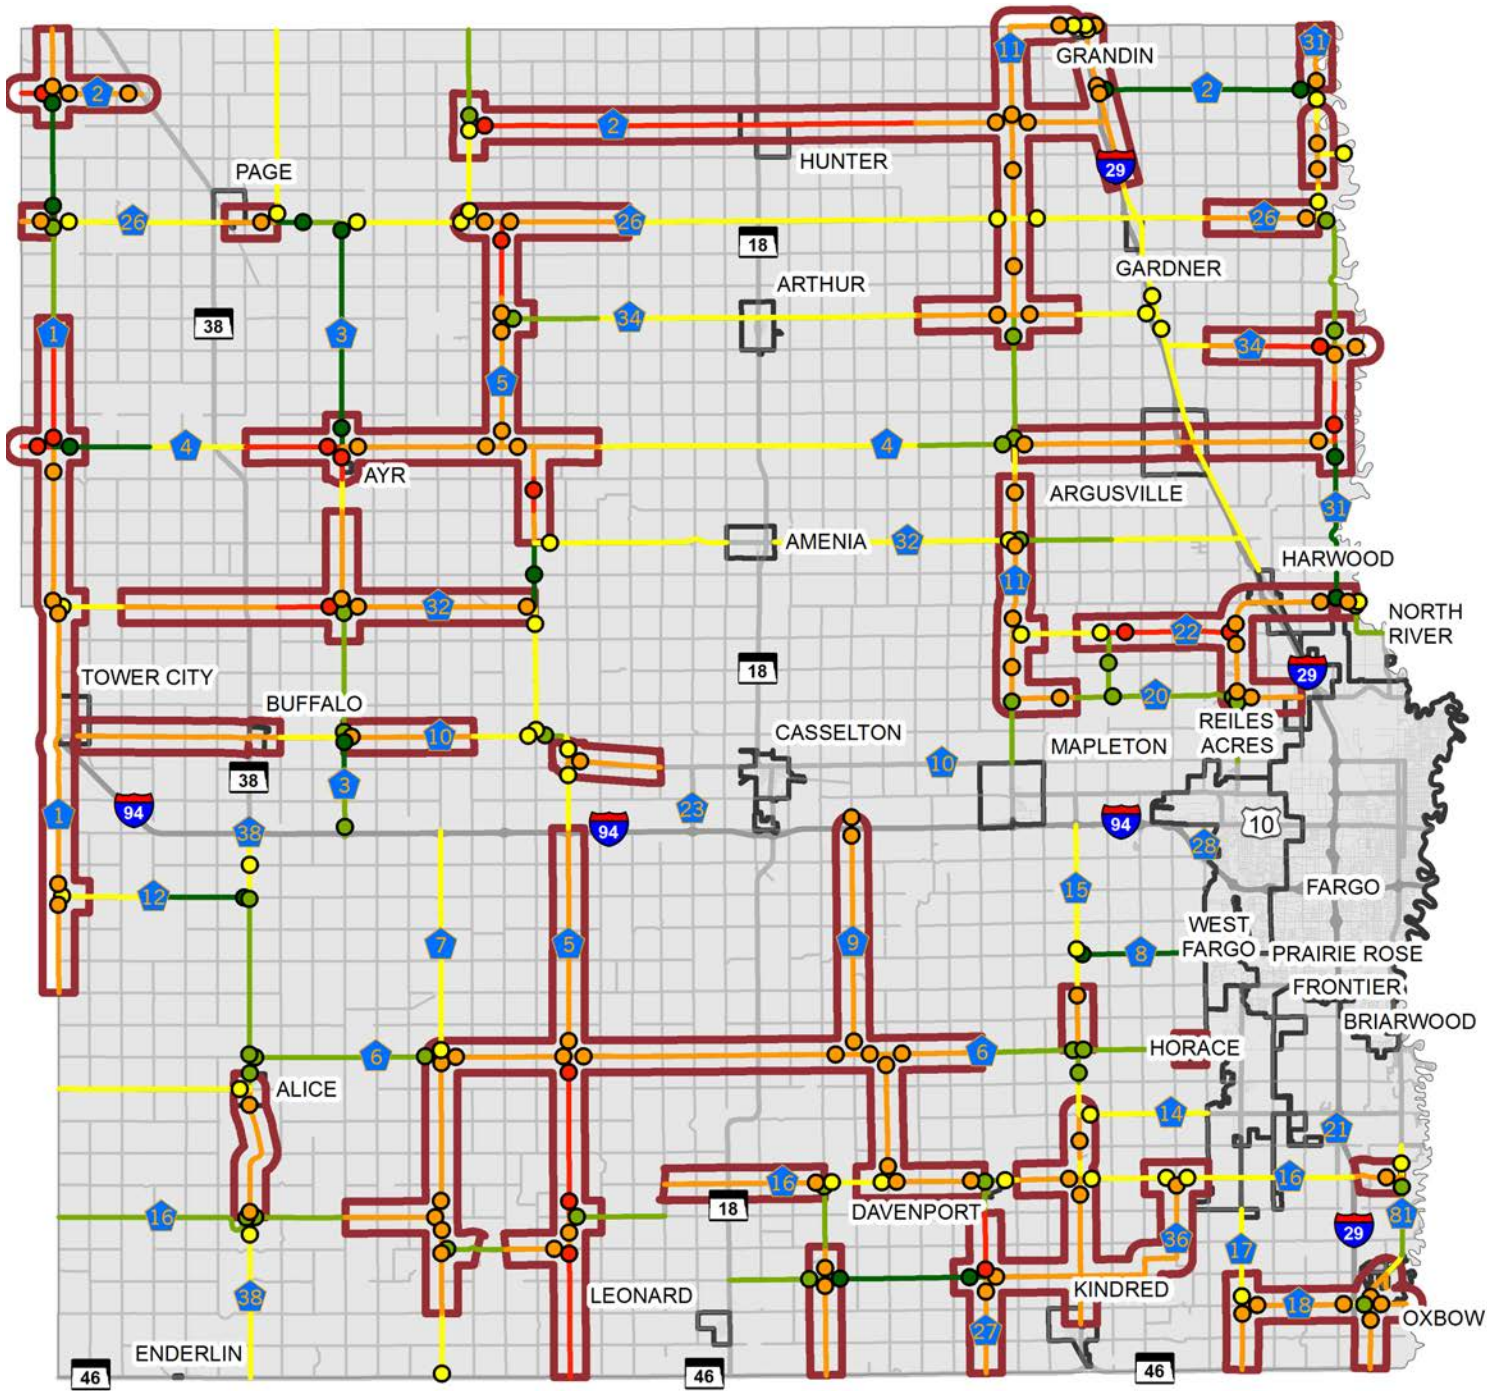 31
11
GRANDIN
2
2
2
HUNTER
29
PAGE
26
26
26
18
GARDNER
ARTHUR
38
1
3
34
34
5
4
4
AYR
ARGUSVILLE
31
AMENIA
32
HARWOOD
11
32
NORTH
RIVER
22
18
29
TOWER CITY
20
BUFFALO
REILES
ACRES
CASSELTON
10
MAPLETON
10
38
3
94
1
23
94
94
10
38
28
15
FARGO
12
WEST
FARGO
7
5
9
8
PRAIRIE ROSE
FRONTIER
BRIARWOOD
6
6
HORACE
ALICE
14
21
16
16
18
DAVENPORT
16
81
36
17
29
LEONARD
KINDRED
38
18
OXBOW
27
ENDERLIN
46
46
46